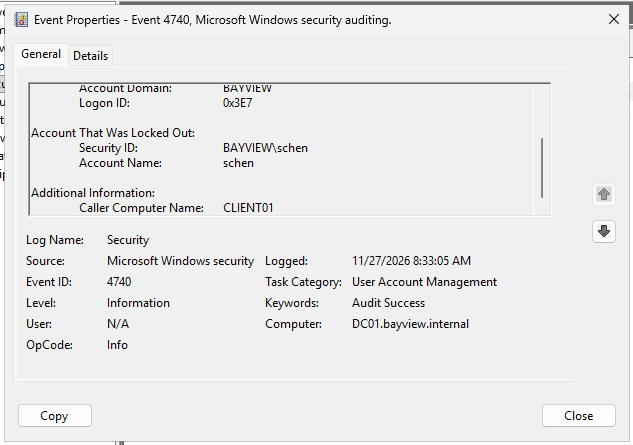 Event Properties - Event 4740, Microsoft Windows security auditing.
General Details
Account Domain: BAYVIEW
Logon ID: 0x3E7
Account That Was Locked Out:
Security ID: BAYVIEW\schen
Account Name: schen
Additional Information:
Caller Computer Name: CLIENT01
Log Name: Security
Source: Microsoft Windows security Logged: 11/27/2026 8:33:05 AM
Event ID: 4740 Task Category: User Account Management
Level: Information Keywords: Audit Success
User: N/A Computer: DC01.bayview.internal
OpCode: Info
Copy Close